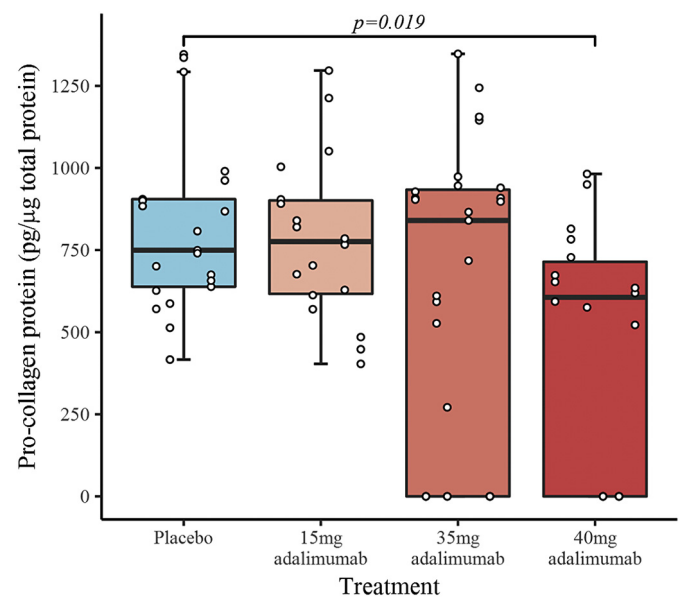 p=0.019
Pro-collagen protein (pg/µg total protein)
1250
1000
750
500
250
0
Placebo
15mg
adalimumab
35mg
adalimumab
40mg
adalimumab
Treatment